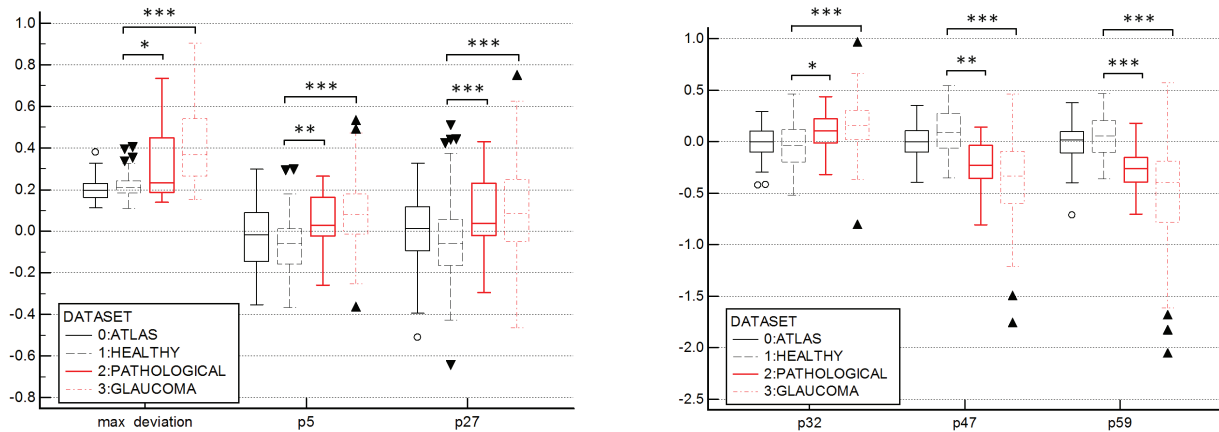 1.0
0.8
0.6
0.4
0.2
0.0
-0.2
-0.4
-0.6
-0.8
***
*
***
**
***
***
DATASET
0:ATLAS
1:HEALTHY
2:PATHOLOGICAL
3:GLAUCOMA
max deviation
p5
p27
1.0
0.5
0.0
-0.5
-1.0
-1.5
-2.0
-2.5
***
*
***
**
***
***
DATASET
0:ATLAS
1:HEALTHY
2:PATHOLOGICAL
3:GLAUCOMA
p32
p47
p59